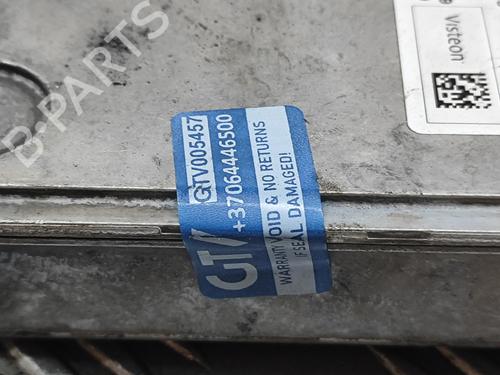 B-PARTS
Visteon
GTV005457
+37064446500
GTV
WARRANTY VOID & NO RETURNS
IF SEAL DAMAGED!